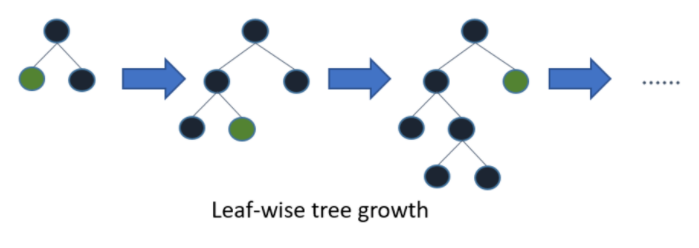 ......
Leaf-wise tree growth